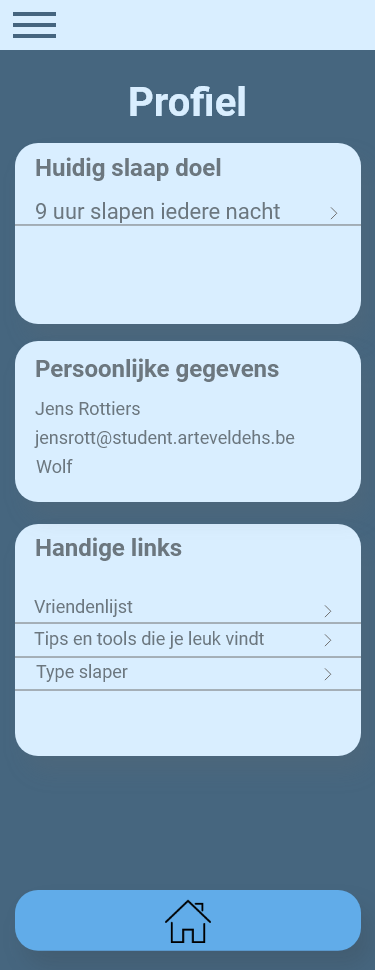 Profiel
Huidig slaap doel
9 uur slapen iedere nacht
Persoonlijke gegevens
Jens Rottiers
jensrott@student.arteveldehs.be
Wolf
Handige links
Vriendenlijst
Tips en tools die je leuk vindt
Type slaper